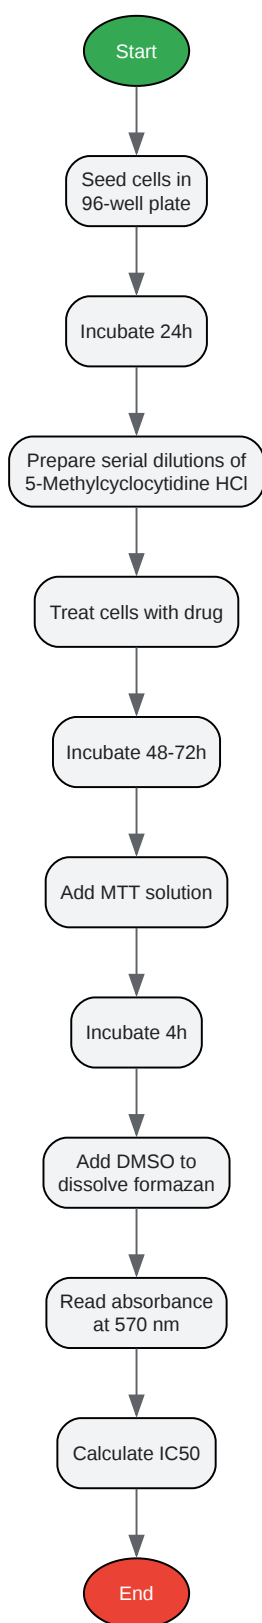 Start
Seed cells in
96-well plate
Incubate 24h
Prepare serial dilutions of
5-Methylcyclocytidine HCl
Treat cells with drug
Incubate 48-72h
Add MTT solution
Incubate 4h
Add DMSO to
dissolve formazan
Read absorbance
at 570 nm
Calculate IC50
End